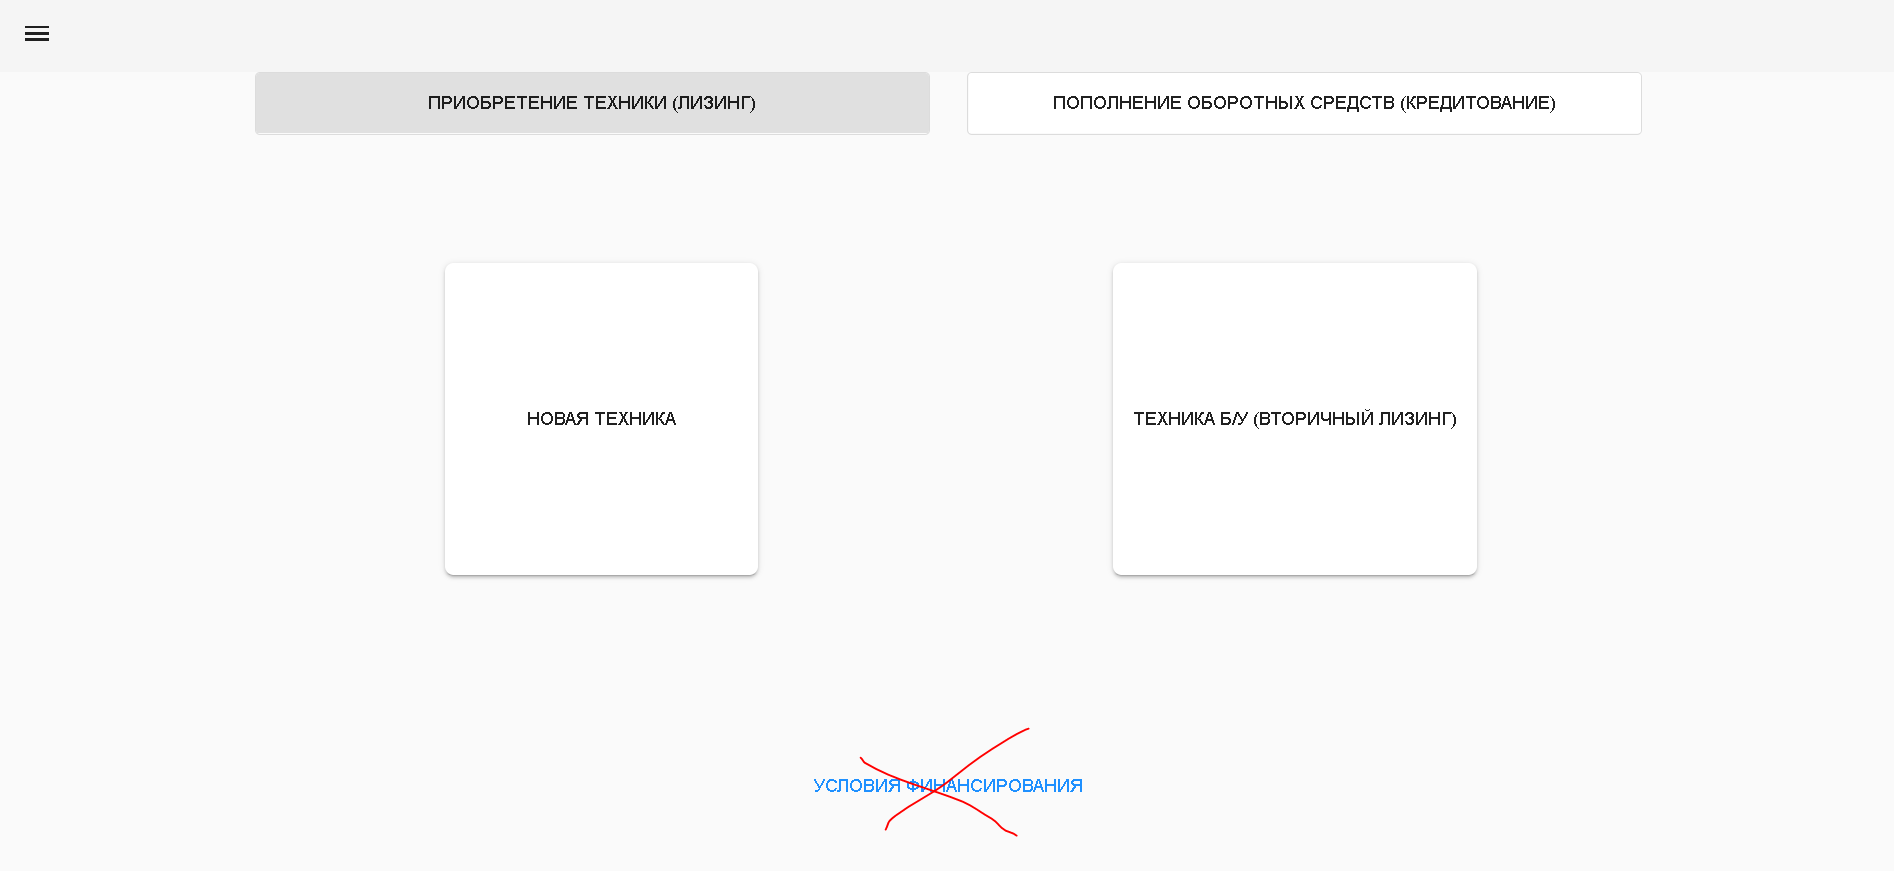 ПРИОБРЕТЕНИЕ ТЕХНИКИ (ЛИЗИНГ)
ПОПОЛНЕНИЕ ОБОРОТНЫХ СРЕДСТВ (КРЕДИТОВАНИЕ)
НОВАЯ ТЕХНИКА
ТЕХНИКА Б/У (ВТОРИЧНЫЙ ЛИЗИНГ)
УСЛОВИЯ ФИНАНСИРОВАНИЯ